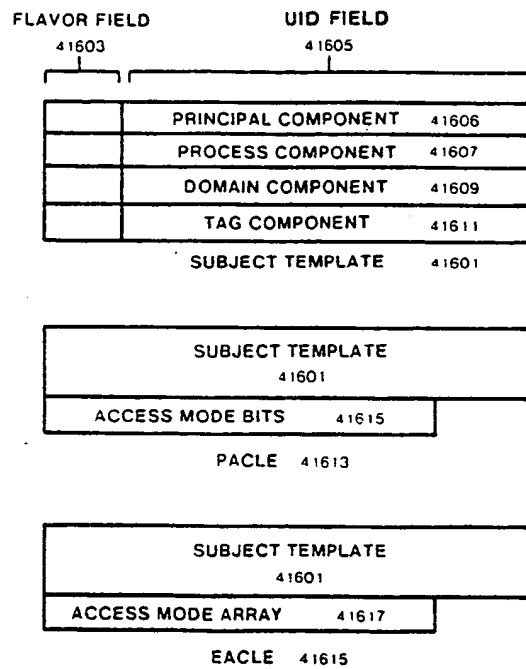 FLAVOR FIELD UID FIELD
41603 41605
PRINCIPAL COMPONENT 41606
PROCESS COMPONENT 41607
DOMAIN COMPONENT 41609
TAG COMPONENT 41611
SUBJECT TEMPLATE 41601
SUBJECT TEMPLATE
41601
ACCESS MODE BITS 41615
PACLE 41613
SUBJECT TEMPLATE
41601
ACCESS MODE ARRAY 41617
EACLE 41615